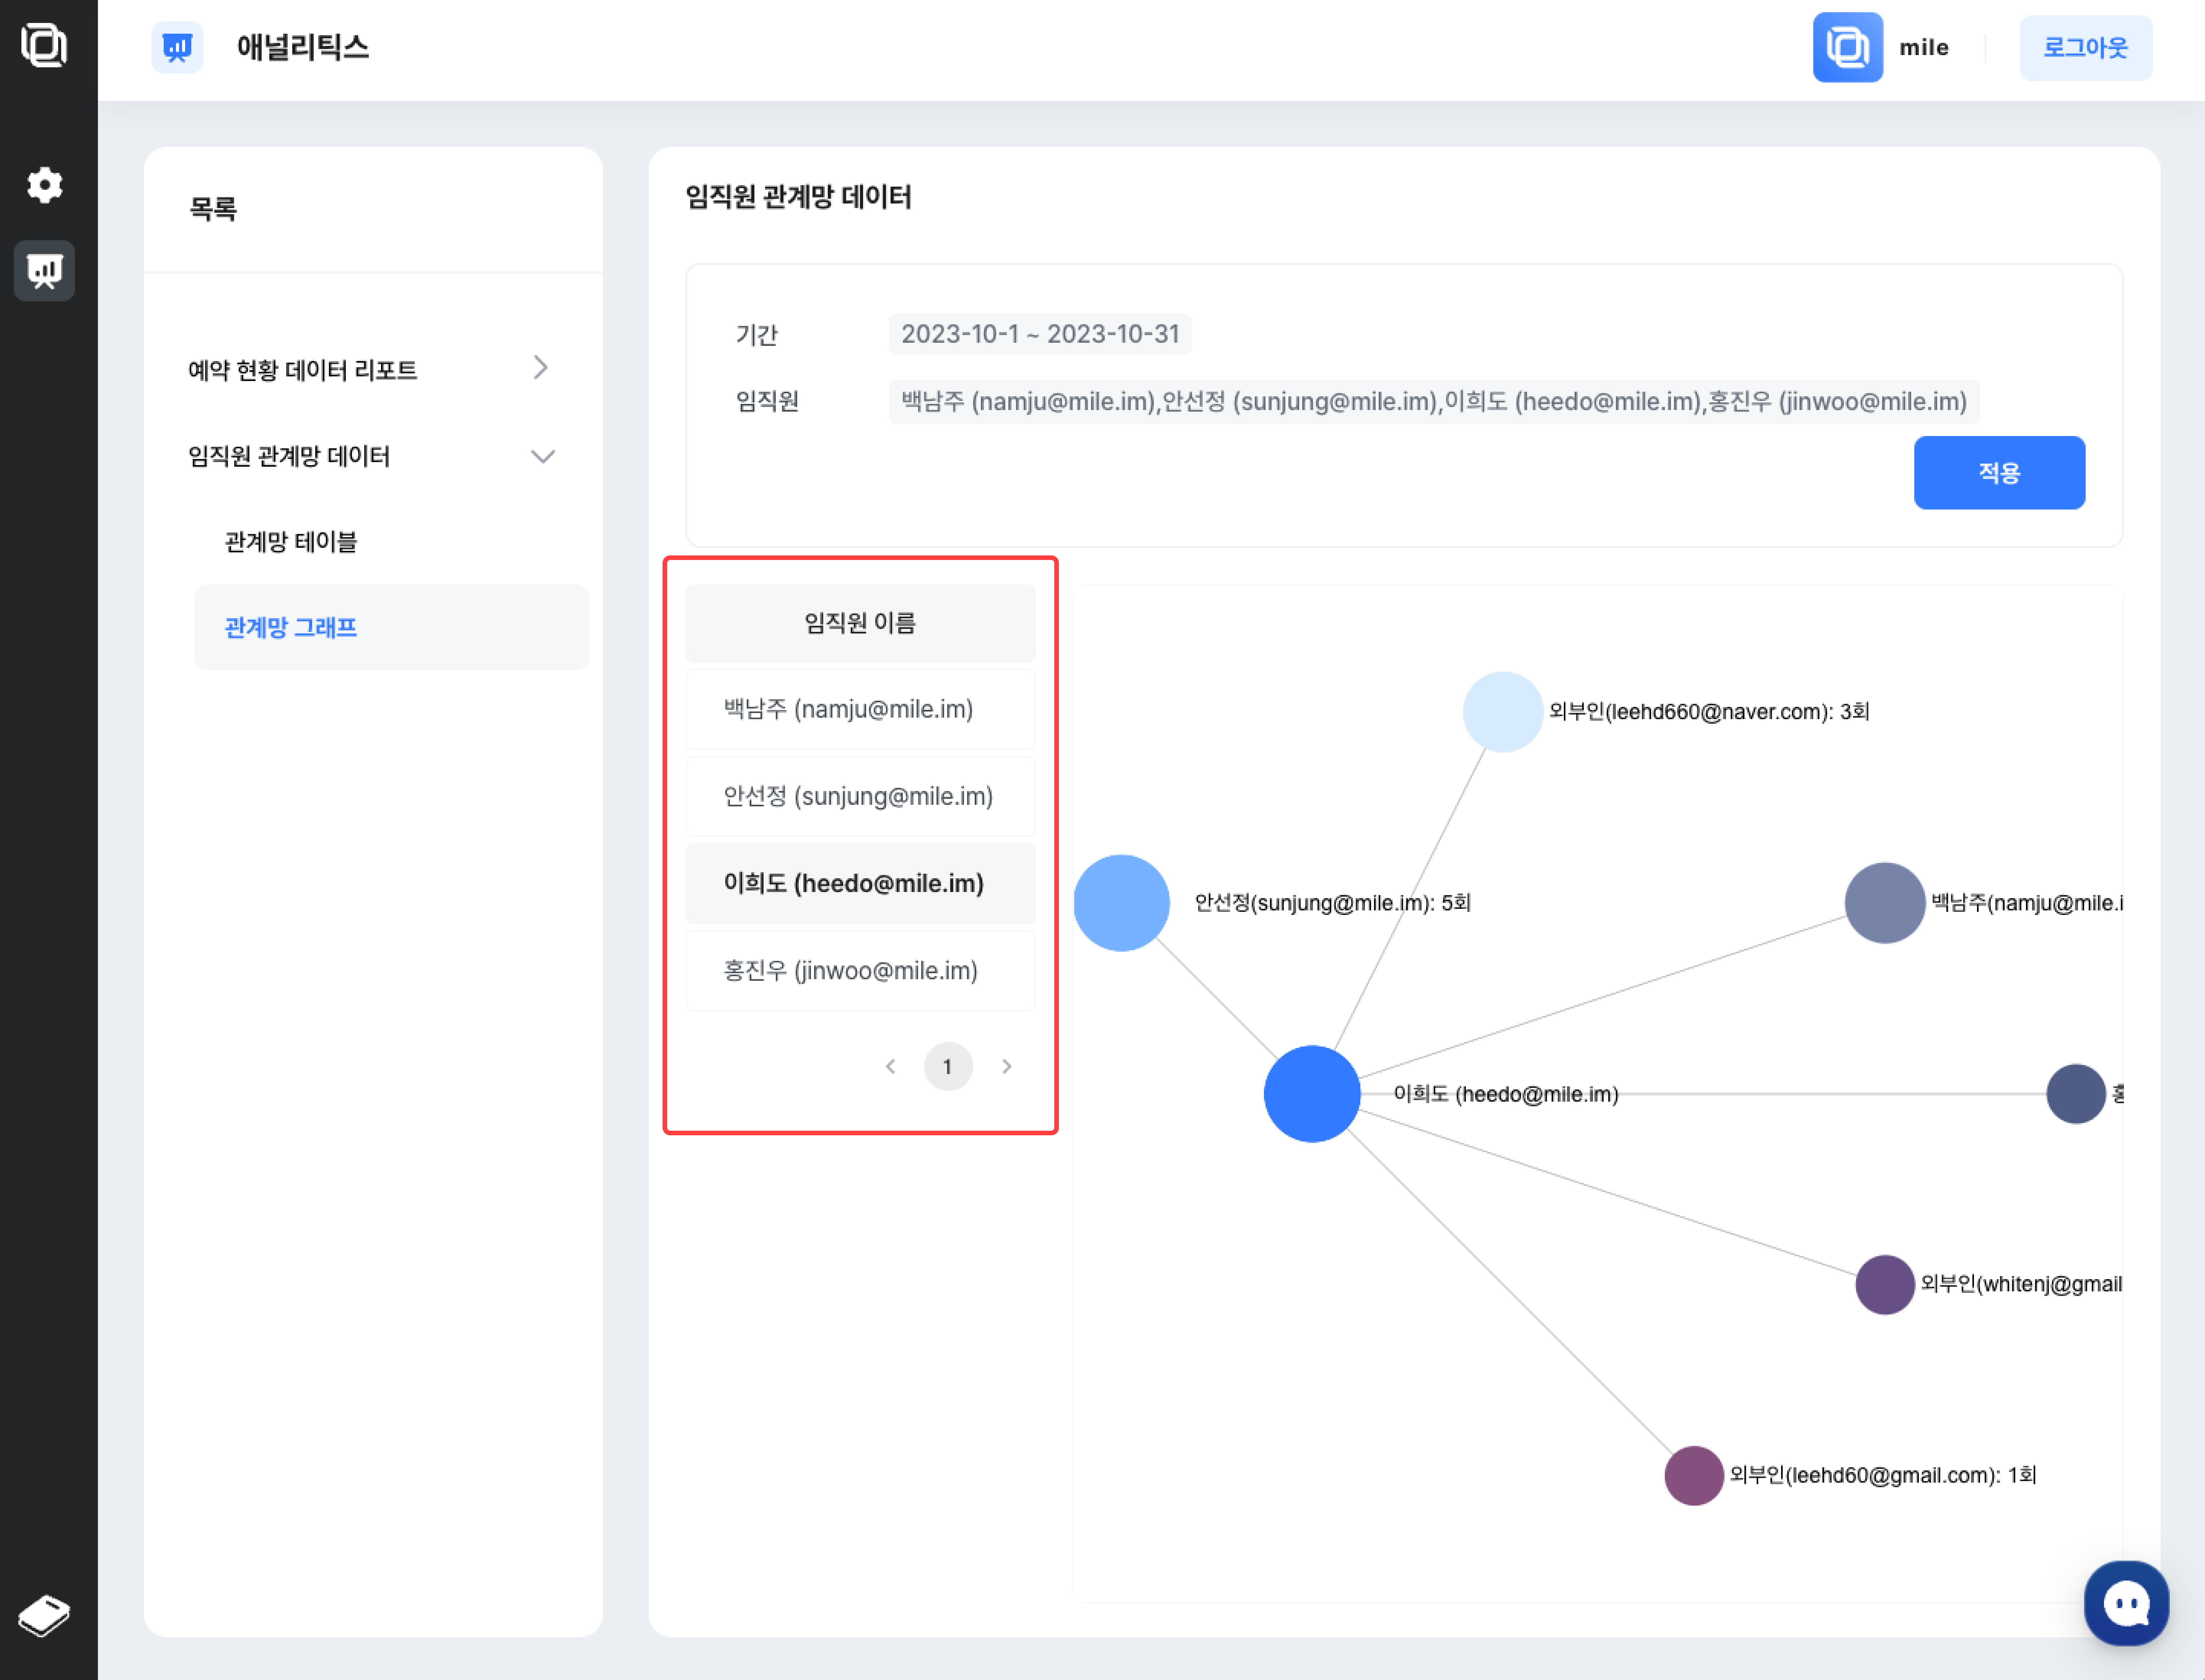 애널리틱스
mile
로그아웃
목록
예약 현황 데이터 리포트
임직원 관계망 데이터
관계망 테이블
관계망 그래프
임직원 관계망 데이터
기간
2023-10-1 ~ 2023-10-31
임직원
백남주 (namju@mile.im),안선정 (sunjung@mile.im),이희도 (heedo@mile.im),홍진우 (jinwoo@mile.im)
적용
임직원 이름
백남주 (namju@mile.im)
안선정 (sunjung@mile.im)
이희도 (heedo@mile.im)
홍진우 (jinwoo@mile.im)
1
외부인(leehd660@naver.com): 3회
안선정(sunjung@mile.im): 5회
백남주(namju@mile.i
이희도 (heedo@mile.im)
외부인(whitenj@gmail
외부인(leehd60@gmail.com): 1회